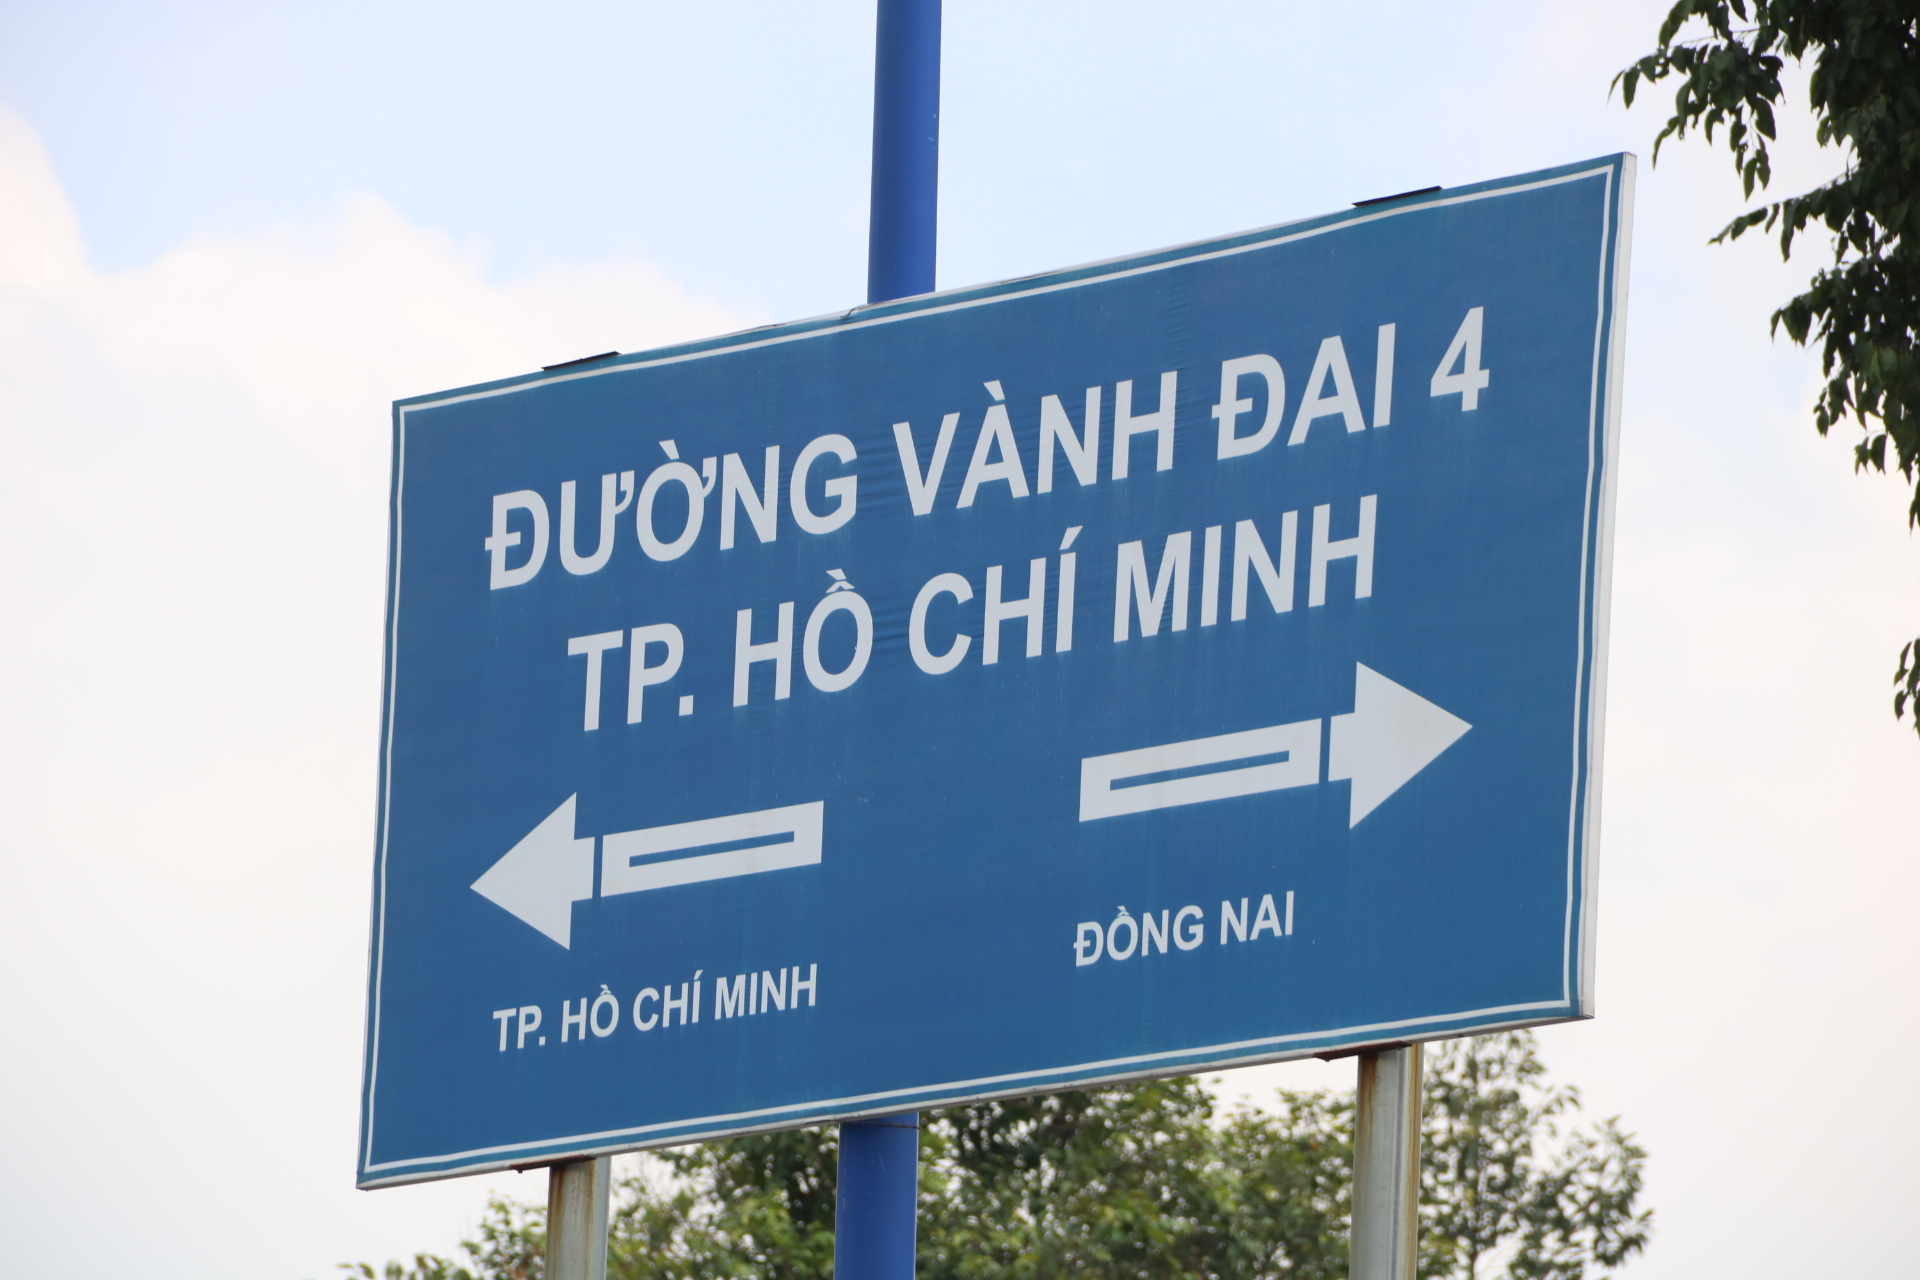 ĐƯỜNG VÀNH ĐAI 4
TP. HỒ CHÍ MINH
TP. HỒ CHÍ MINH
ĐỒNG NAI